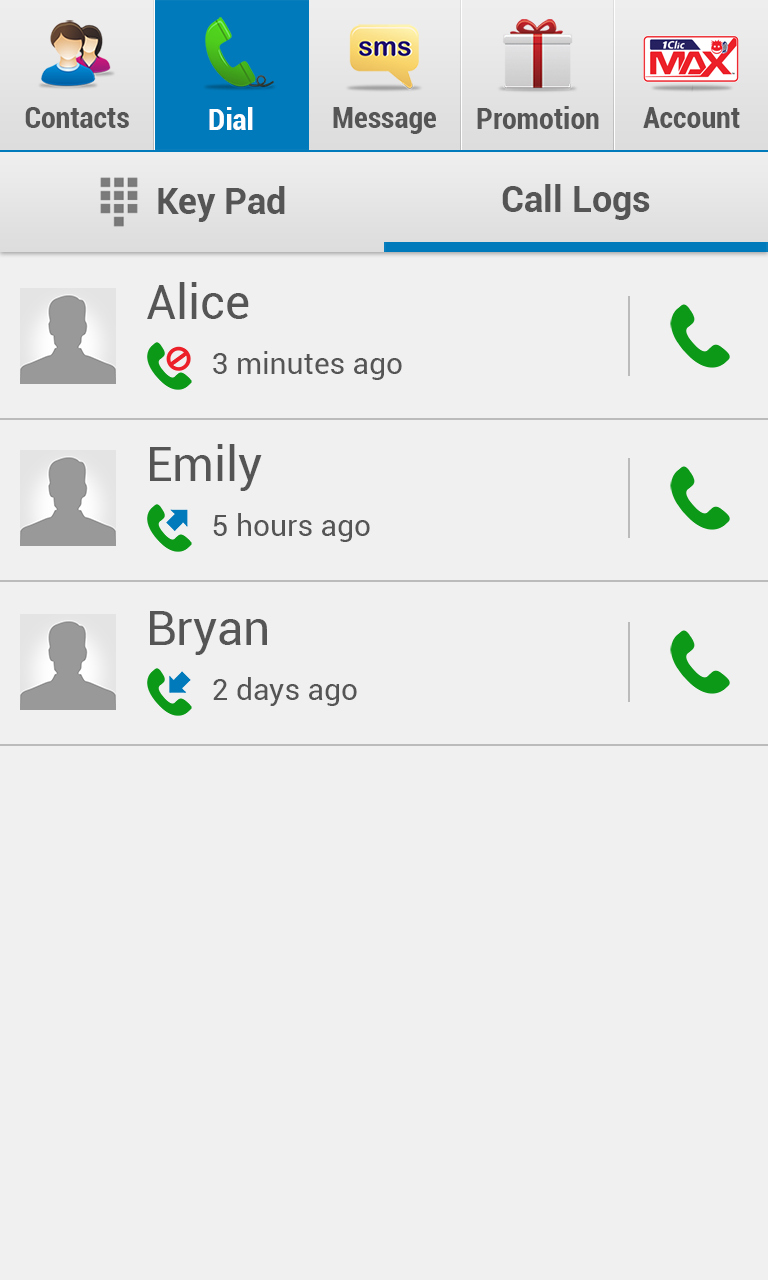 sms
1Clic
MAX
Contacts
Dial
Message
Promotion
Account
Key Pad
Call Logs
Alice
3 minutes ago
Emily
5 hours ago
Bryan
2 days ago